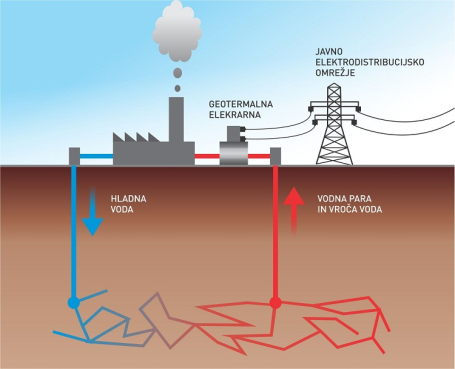 JAVNO
ELEKTRODISTRIBUCIJSKO
OMREŽJE
GEOTERMALNA
ELEKRARNA
HLADNA
VODA
VODNA PARA
IN VROČA VODA